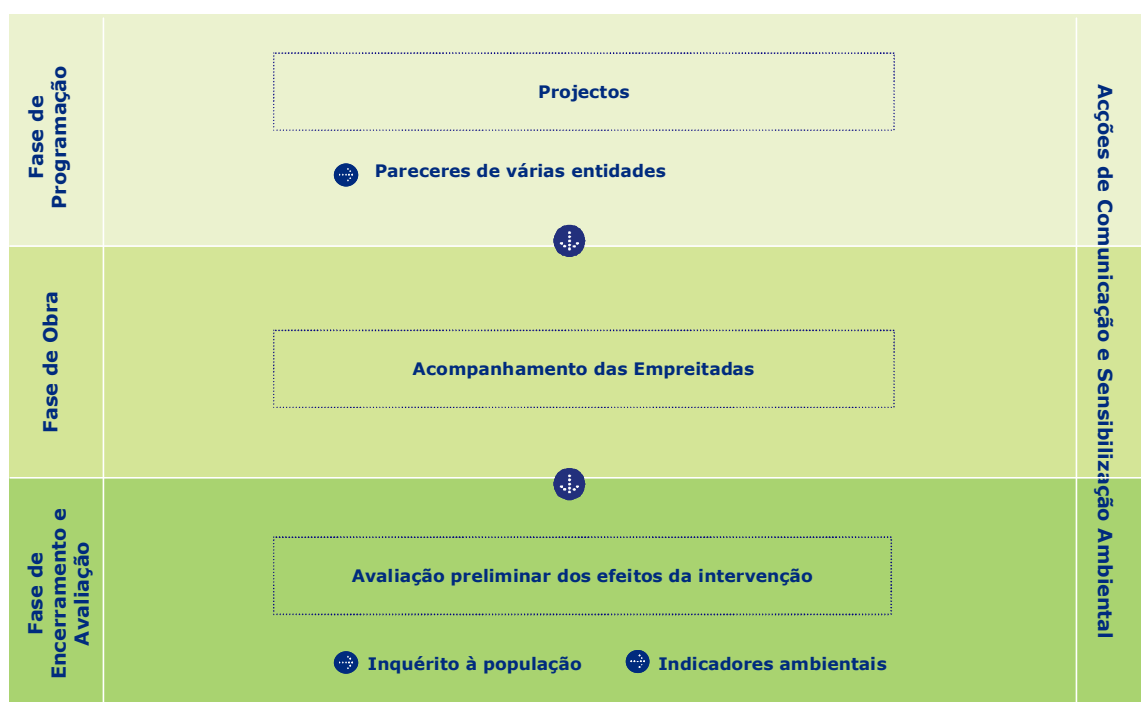 Fase de
Programação
Projectos
Pareceres de várias entidades
Fase de Obra
Acompanhamento das Empreitadas
Fase de
Encerramento e
Avaliação
Avaliação preliminar dos efeitos da intervenção
Inquérito à população
Indicadores ambientais
Acções de Comunicação e Sensibilização Ambiental